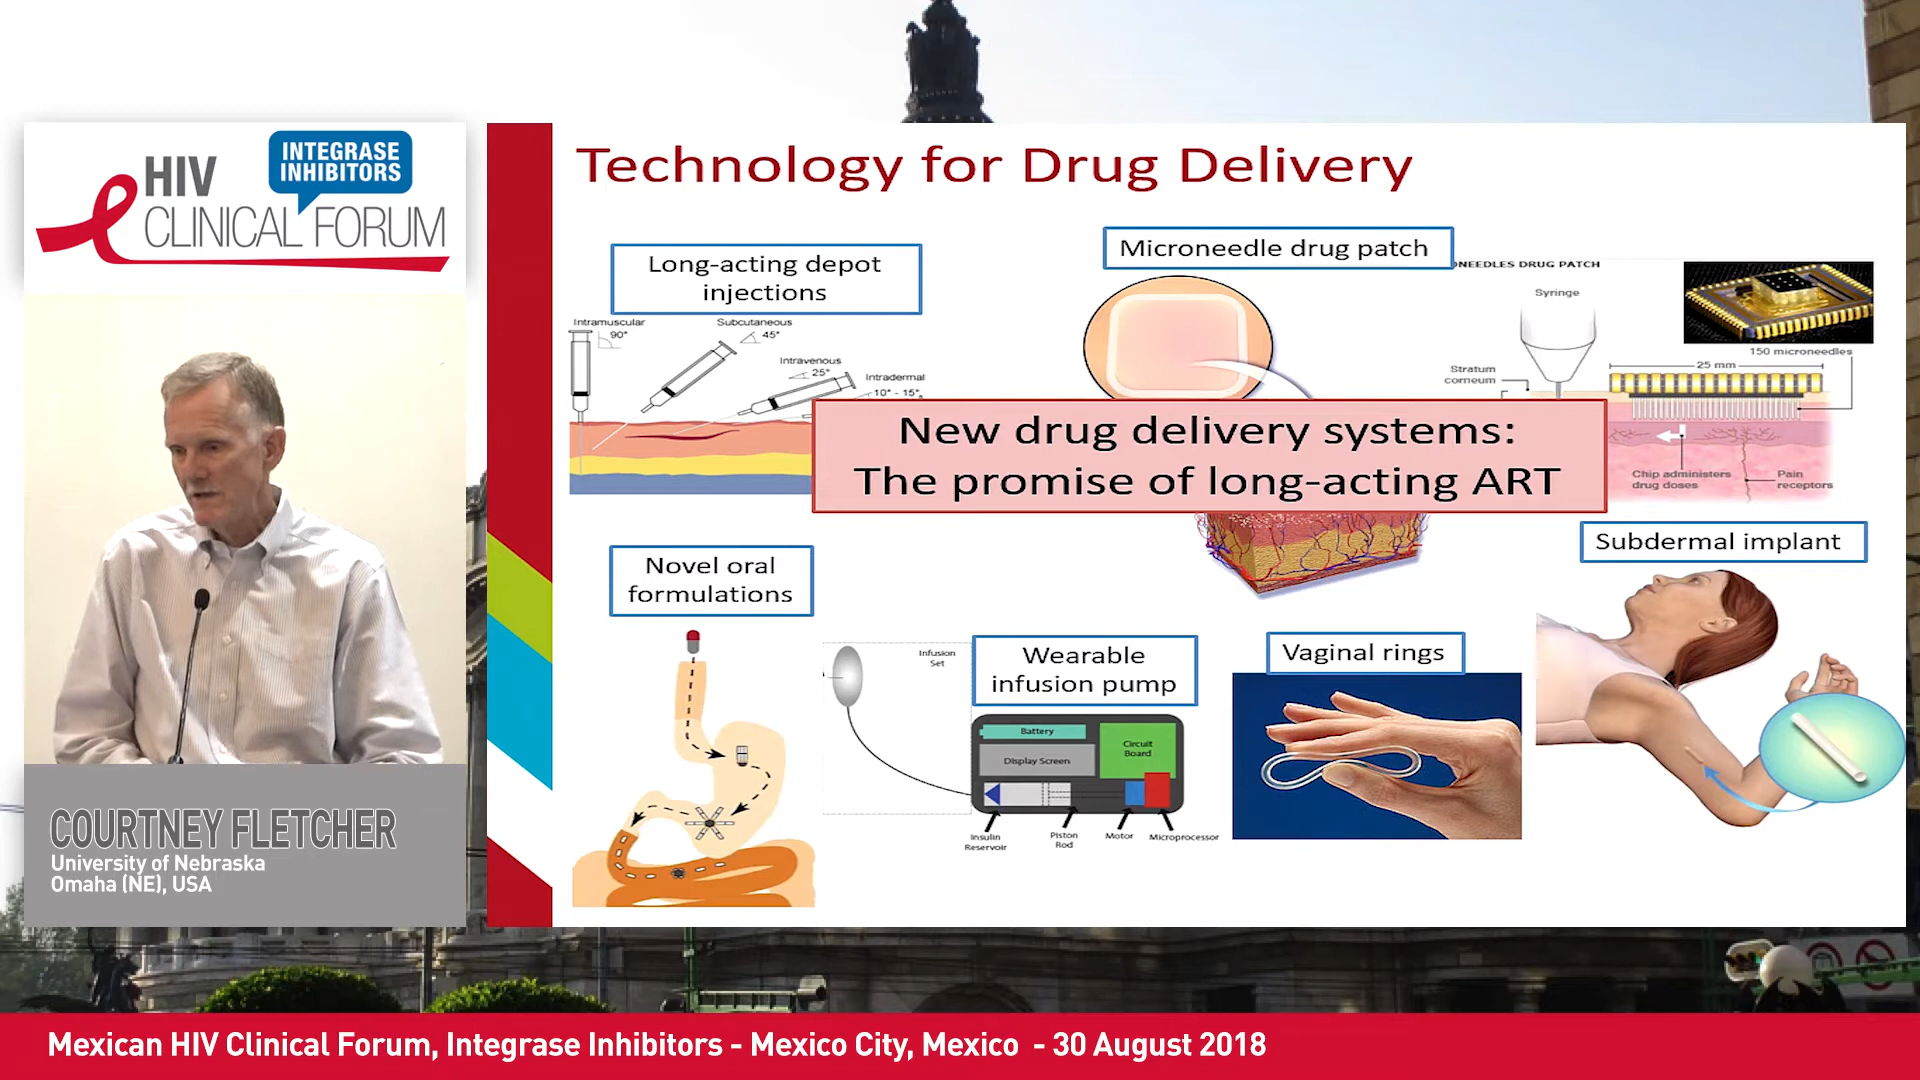 HIV
INTEGRASE
INHIBITORS
CLINICAL FORUM
COURTNEY FLETCHER
University of Nebraska
Omaha (NE), USA
Technology for Drug Delivery
Long-acting depot
injections
Intramuscular
90°
Subcutaneous
45°
Intravenous
25°
Intradermal
10° - 15°
Microneedle drug patch
NEEDLES DRUG PATCH
Syringe
150 microneedles
25 mm
Stratum
corneum
Chip administers
drug doses
Pain
receptors
New drug delivery systems:
The promise of long-acting ART
Novel oral
formulations
Infusion
Set
Wearable
infusion pump
Battery
Display Screen
Circuit
Board
Insulin
Reservoir
Piston
Rod
Motor
Microprocessor
Vaginal rings
Subdermal implant
Mexican HIV Clinical Forum, Integrase Inhibitors - Mexico City, Mexico - 30 August 2018